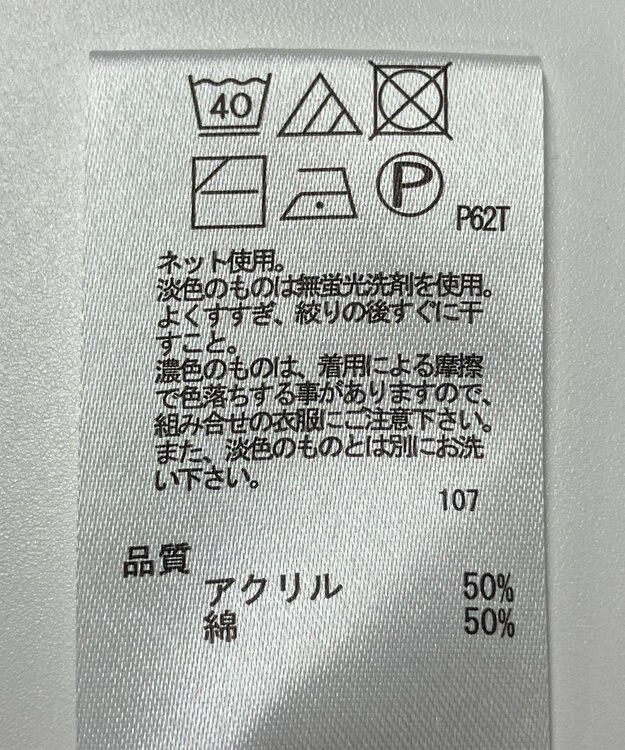 40
P
P62T
ネット使用。
淡色のものは無蛍光洗剤を使用。
よくすすぎ、絞りの後すぐに干
すこと。
濃色のものは、着用による摩擦
で色落ちする事がありますので、
組み合せの衣服にご注意下さい。
また、淡色のものとは別にお洗
い下さい。
107
品質
アクリル 50%
綿 50%